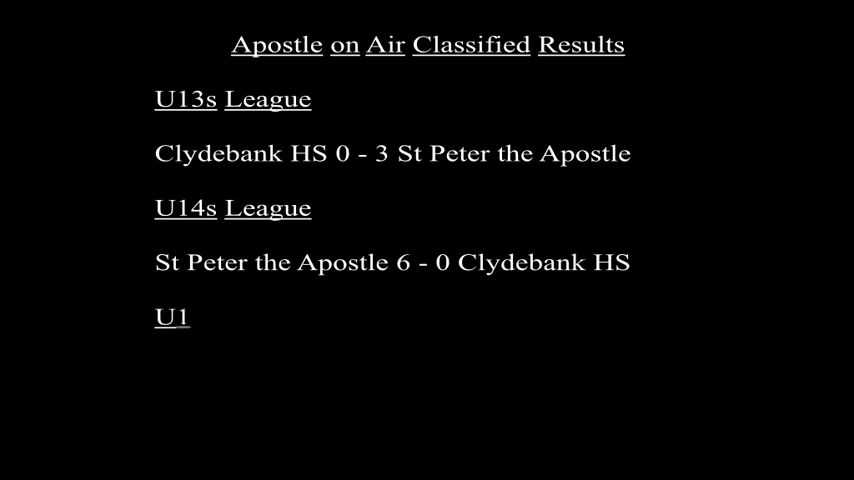 Apostle on Air Classified Results
U13s League
Clydebank HS 0 - 3 St Peter the Apostle
U14s League
St Peter the Apostle 6 - 0 Clydebank HS
U1